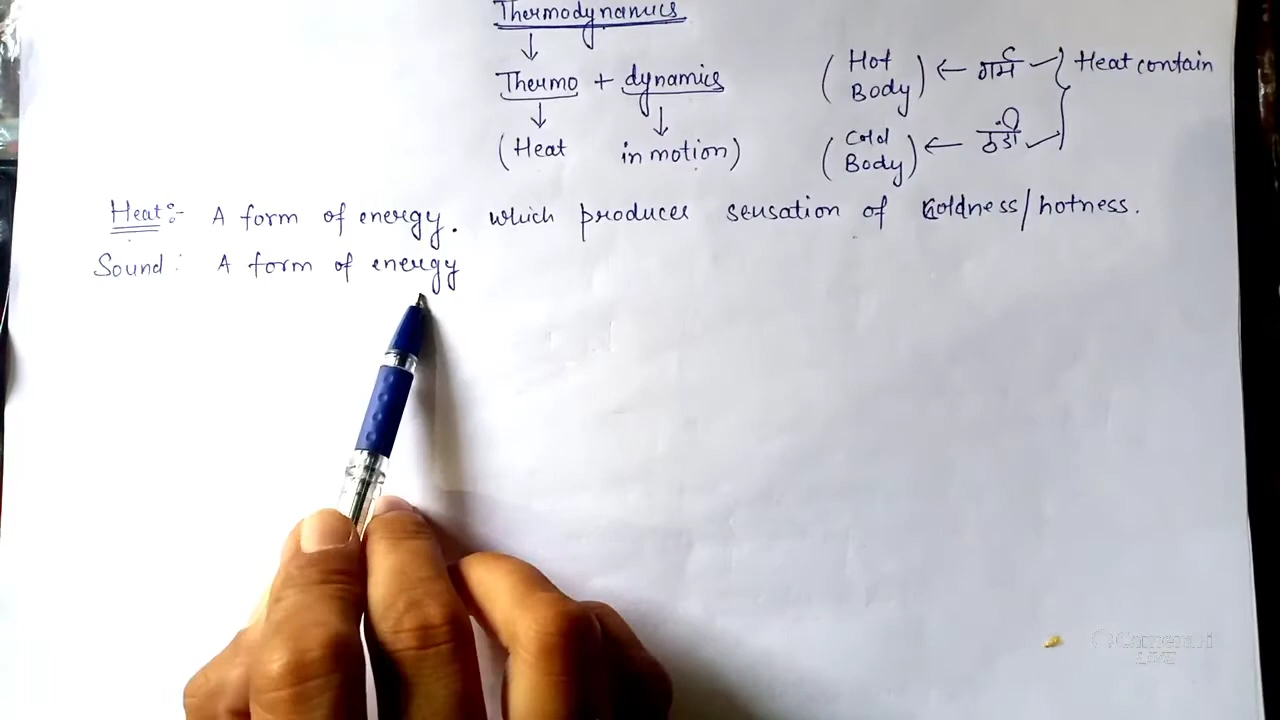 Thermodynamics
↓
Thermo + dynamics
↓ ↓
(Heat in motion)
(Hot Body) ← गर्म
(Cold Body) ← ठंडी
} Heat contain
Heat:- A form of energy. which produces sensation of Coldness/hotness.
Sound: A form of energy